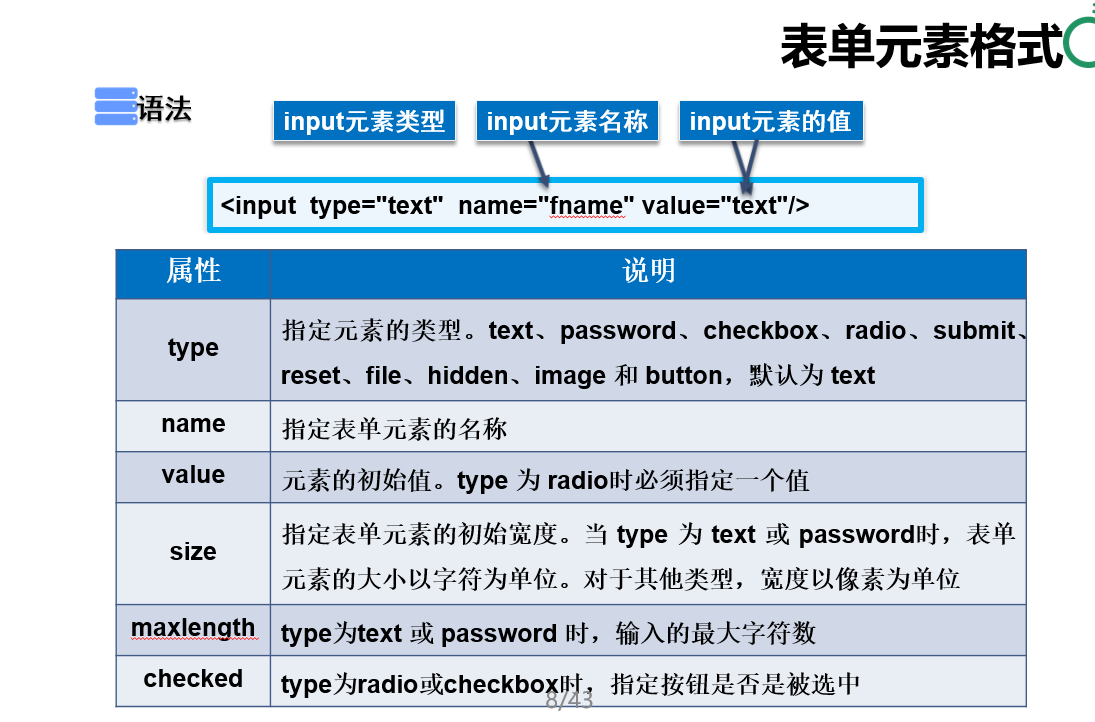 表单元素格式
语法
input元素类型 input元素名称 input元素的值
<input type="text" name="fname" value="text"/>
属性 说明
type 指定元素的类型。text、password、checkbox、radio、submit、
reset、file、hidden、image 和 button，默认为 text
name 指定表单元素的名称
value 元素的初始值。type 为 radio时必须指定一个值
size 指定表单元素的初始宽度。当 type 为 text 或 password时，表单
元素的大小以字符为单位。对于其他类型，宽度以像素为单位
maxlength type为text 或 password 时，输入的最大字符数
checked type为radio或checkbox时，指定按钮是否是被选中
8/43